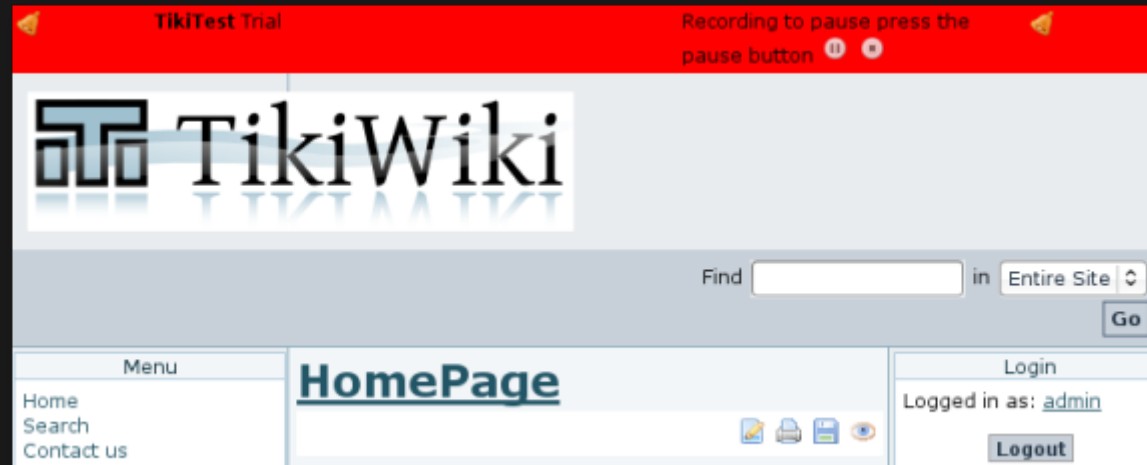 TikiTest Trial
Recording to pause press the
pause button
TikiWiki
Find
in Entire Site
Go
Menu
Home
Search
Contact us
HomePage
Login
Logged in as: admin
Logout